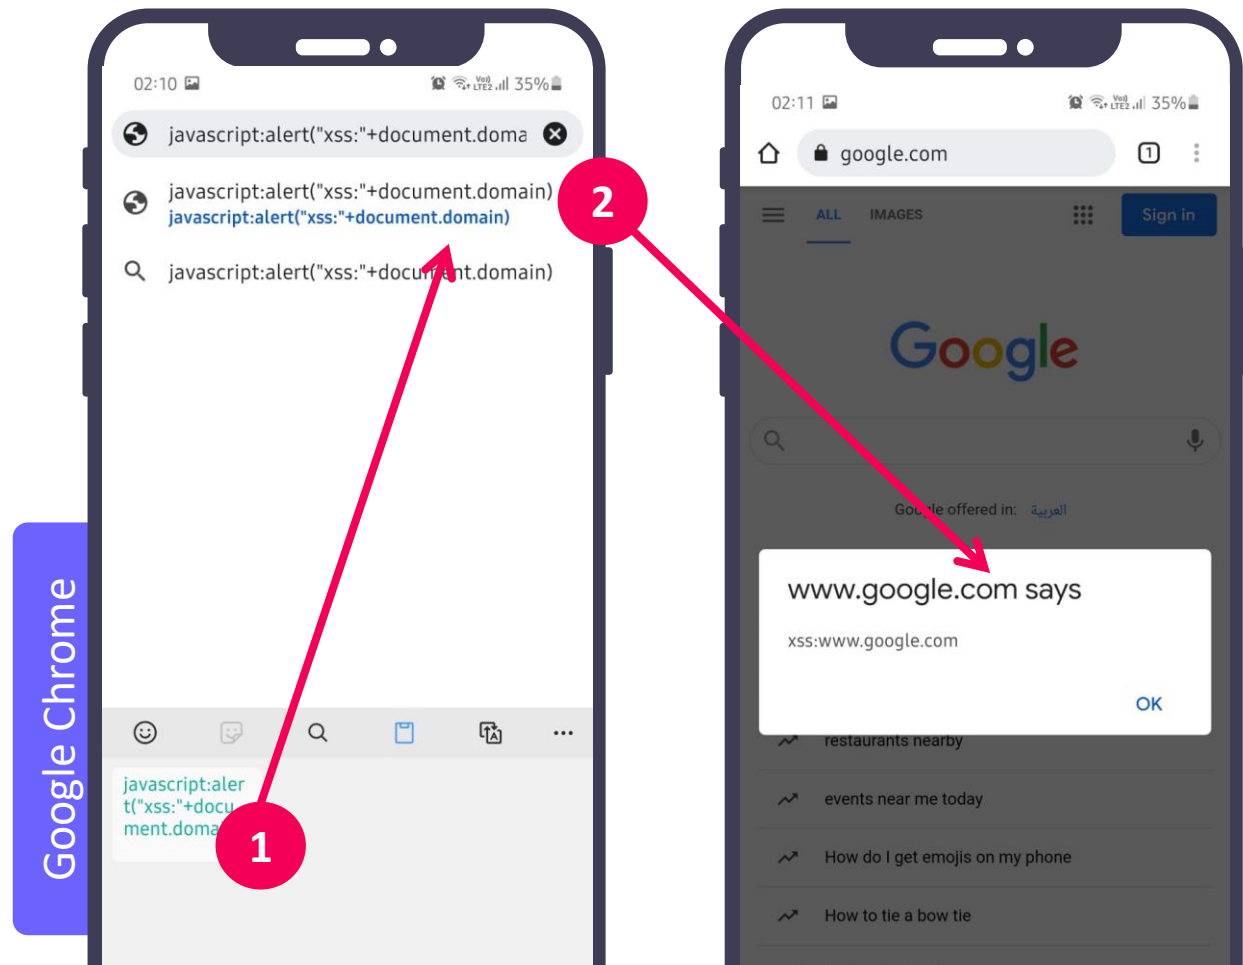 02:10
LTE2 35%
javascript:alert("xss:"+document.doma
javascript:alert("xss:"+document.domain)
javascript:alert("xss:"+document.domain)
javascript:alert("xss:"+document.domain)
javascript:aler
t("xss:"+docu
ment.doma
1
2
Google Chrome
02:11
LTE2 35%
google.com
1
ALL IMAGES
Sign in
Google
Google offered in: العربية
www.google.com says
xss:www.google.com
OK
restaurants nearby
events near me today
How do I get emojis on my phone
How to tie a bow tie